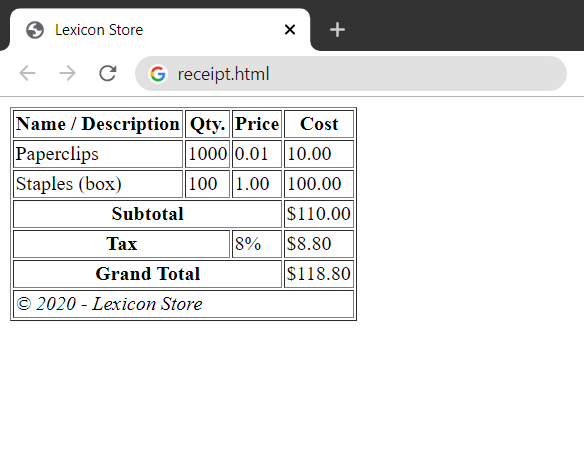 Lexicon Store
receipt.html
Name / Description Qty. Price Cost
Paperclips 1000 0.01 10.00
Staples (box) 100 1.00 100.00
Subtotal $110.00
Tax 8% $8.80
Grand Total $118.80
© 2020 - Lexicon Store